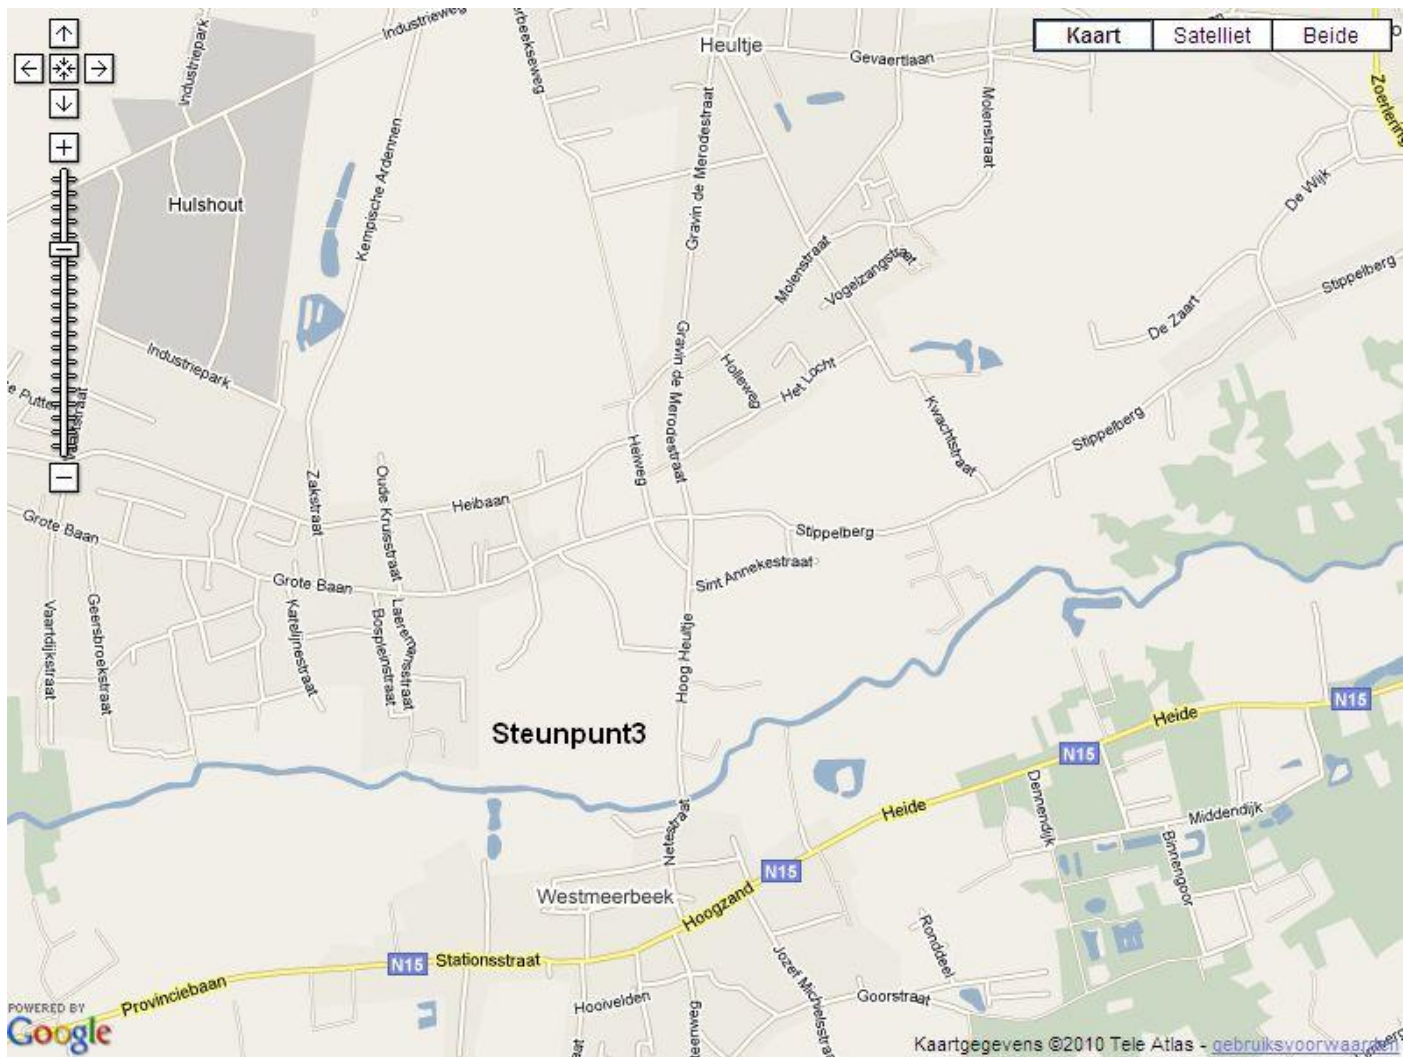 Kaart
Satelliet
Beide
Industrieweg
Heultje
Gevaertlaan
Industriepark
Molenstraat
Gravin de Merodestraat
Kempische Ardennen
Hulshout
De Wijk
Molenstraat
Vogelzangstraat
Stippelberg
De Zaart
Industriepark
Gravin de Merodestraat
Holleweg
Het Locht
Kwachtstraat
Stippelberg
Heiweg
Zakstraat
Oude Kruisstraat
Heibaan
Grote Baan
Stippelberg
Sint Annekestraat
Grote Baan
Vaartdijkstraat
Geersbroekstraat
Katelijnestraat
Bospleinstraat
Laeremansstraat
Hoog Heultje
N15
Heide
Steunpunt3
N15
Dennendijk
Heide
Middendijk
Netestraat
Binnengoor
N15
Westmeerbeek
Hoogzand
Ronddeel
Jozef Michielsstraat
N15
Stationsstraat
Provinciebaan
Hooivelden
Goorstraat
POWERED BY
Google
Kaartgegevens ©2010 Tele Atlas - gebruiksvoorwaarden